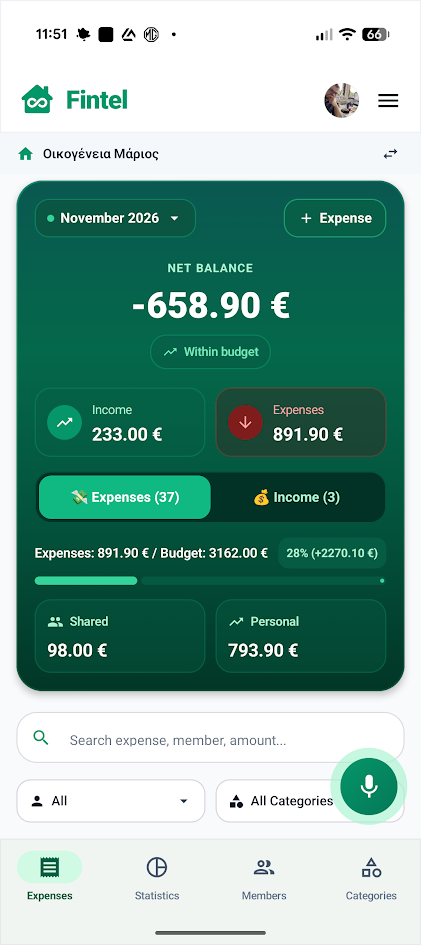 11:51
MC
66
Fintel
Οικογένεια Μάριος
November 2026
+ Expense
NET BALANCE
-658.90 €
Within budget
Income
233.00 €
Expenses
891.90 €
Expenses (37)
Income (3)
Expenses: 891.90 € / Budget: 3162.00 €
28% (+2270.10 €)
Shared
98.00 €
Personal
793.90 €
Search expense, member, amount...
All
All Categories
Expenses
Statistics
Members
Categories